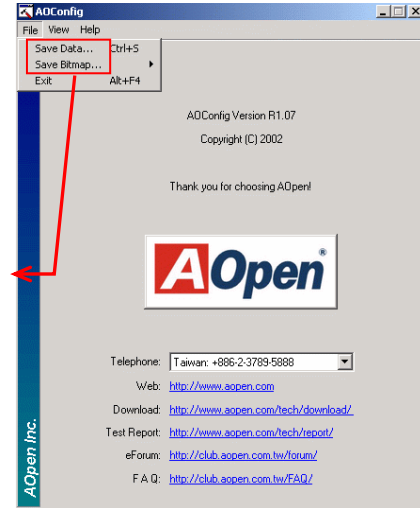 AOConfig
File View Help
Save Data... Ctrl+S
Save Bitmap...
Exit Alt+F4
AOConfig Version R1.07
Copyright (C) 2002
Thank you for choosing AOpen!
AOpen®
Telephone: Taiwan: +886-2-3789-5888
Web: http://www.aopen.com
Download: http://www.aopen.com/tech/download/
Test Report: http://www.aopen.com/tech/report/
eForum: http://club.aopen.com.tw/forum/
F A Q: http://club.aopen.com.tw/FAQ/
AOpen Inc.